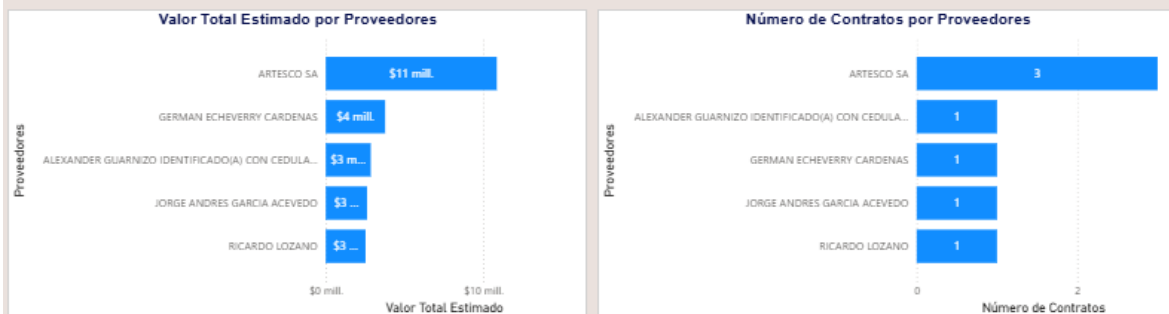 Valor Total Estimado por Proveedores
Proveedores
ARTESCO SA
$11 mill.
GERMAN ECHEVERRY CARDENAS
$4 mill.
ALEXANDER GUARNIZO IDENTIFICADO(A) CON CEDULA...
$3 m...
JORGE ANDRES GARCIA ACEVEDO
$3 ...
RICARDO LOZANO
$3 ...
$0 mill.
$10 mill.
Valor Total Estimado
Número de Contratos por Proveedores
Proveedores
ARTESCO SA
3
ALEXANDER GUARNIZO IDENTIFICADO(A) CON CEDULA...
1
GERMAN ECHEVERRY CARDENAS
1
JORGE ANDRES GARCIA ACEVEDO
1
RICARDO LOZANO
1
0
2
Número de Contratos